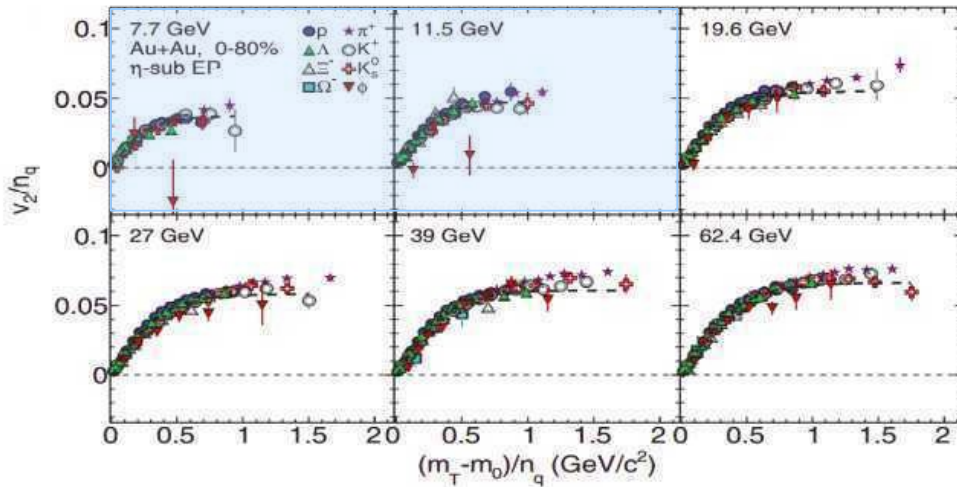 7.7 GeV
Au+Au, 0-80%
η-sub EP
p π⁺
Λ K⁺
Ξ⁻ K⁰ₛ
Ω⁻ ϕ
11.5 GeV
19.6 GeV
0.1
0.05
0
27 GeV
39 GeV
62.4 GeV
0.1
0.05
0
v₂/n_q
0 0.5 1 1.5 2 0.5 1 1.5 2 0.5 1 1.5 2
(m_T-m₀)/n_q (GeV/c²)